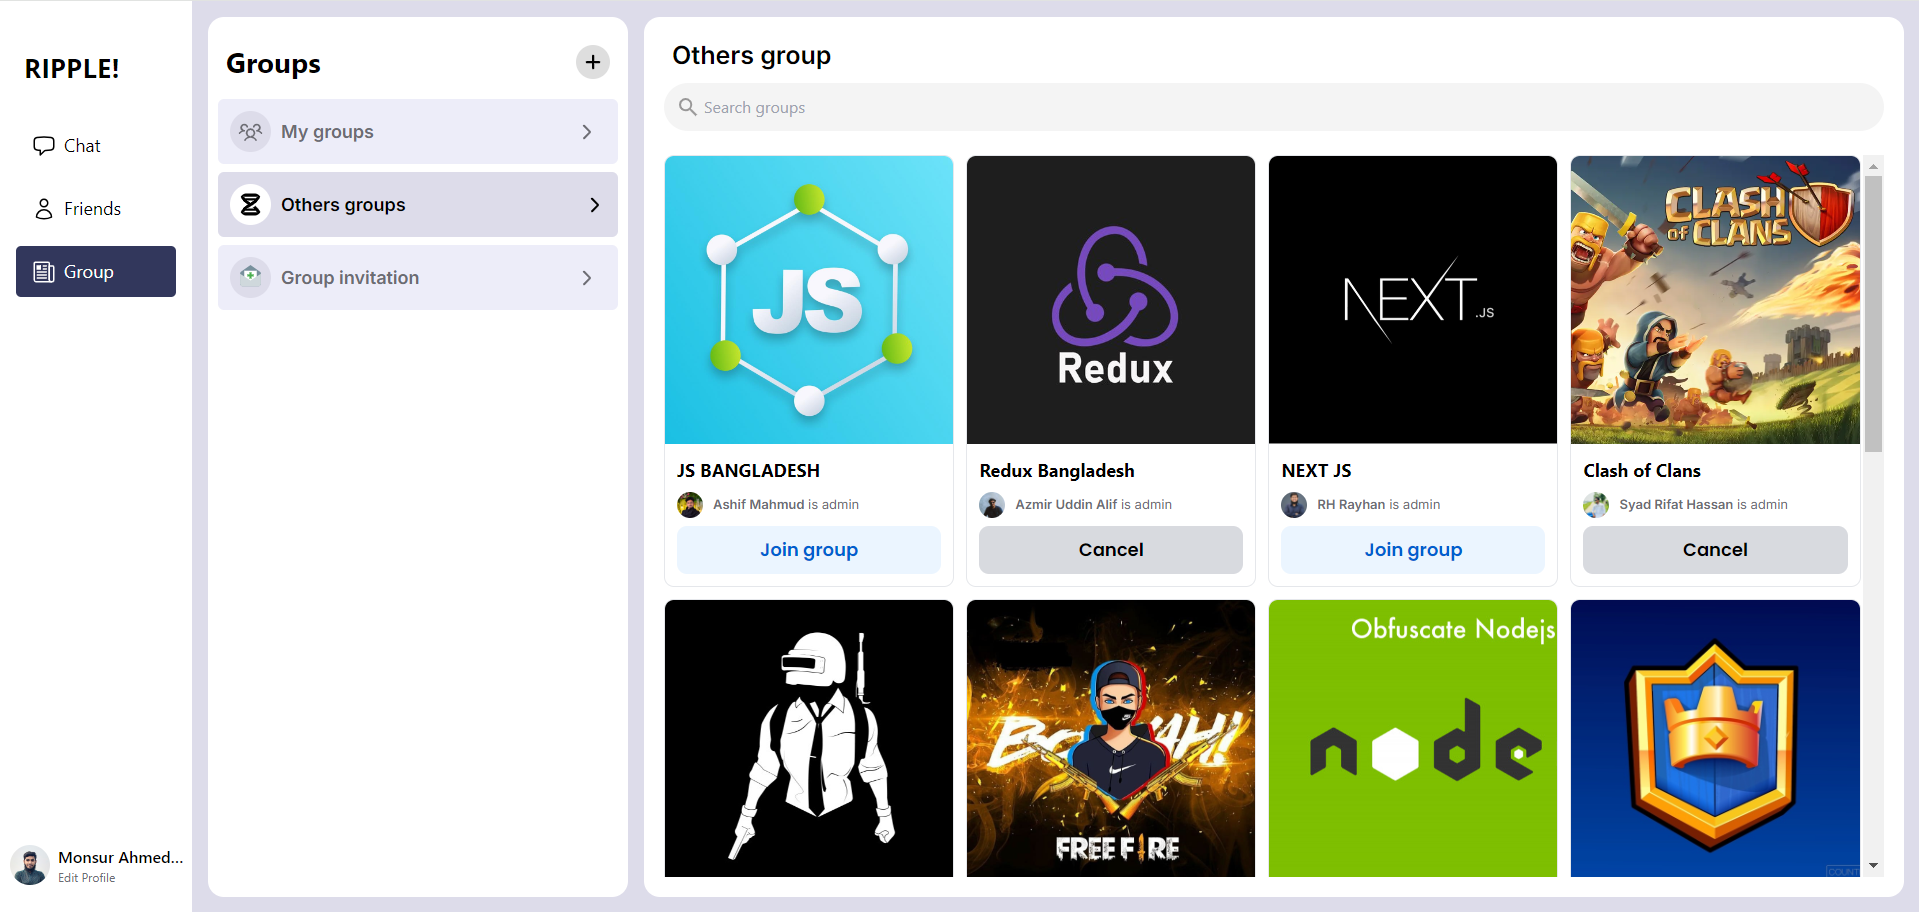 RIPPLE!
Chat
Friends
Group
Monsur Ahmed...
Edit Profile
Groups
My groups
Others groups
Group invitation
Others group
Search groups
JS
Redux
NEXT.JS
CLASH
OF CLANS
JS BANGLADESH
Ashif Mahmud is admin
Join group
Redux Bangladesh
Azmir Uddin Alif is admin
Cancel
NEXT JS
RH Rayhan is admin
Join group
Clash of Clans
Syad Rifat Hassan is admin
Cancel
FREE FIRE
Obfuscate Nodejs
node
COUNT